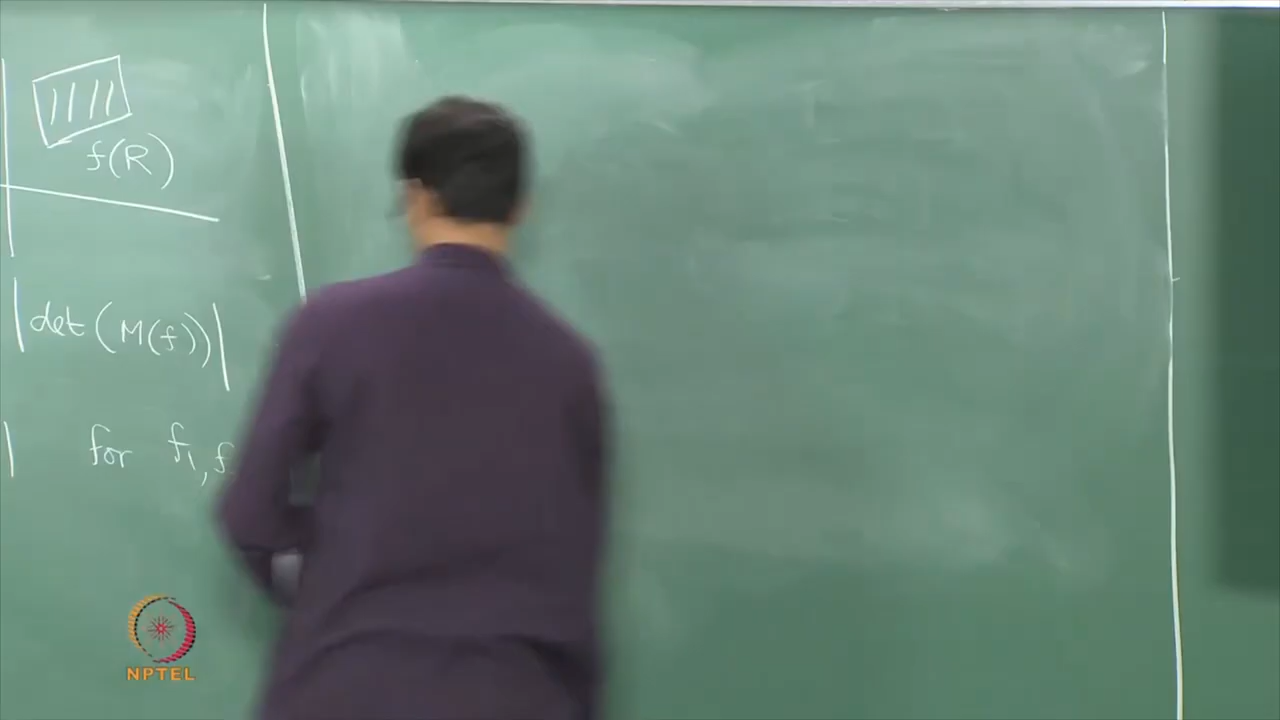 f(R)
|det (M(f))|
| for f₁, f
NPTEL